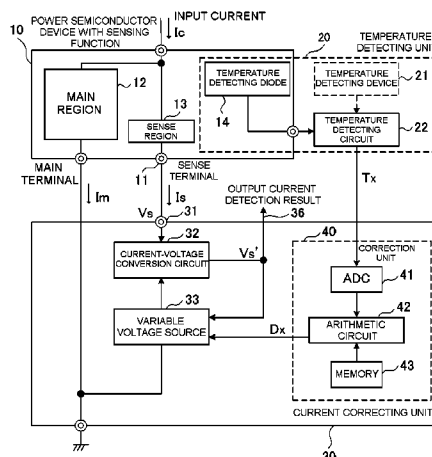 POWER SEMICONDUCTOR
DEVICE WITH SENSING
FUNCTION
INPUT CURRENT
Ic
10
20
TEMPERATURE
DETECTING UNIT
12
MAIN
REGION
13
SENSE
REGION
TEMPERATURE
DETECTING DIODE
14
21
TEMPERATURE
DETECTING DEVICE
22
TEMPERATURE
DETECTING
CIRCUIT
MAIN
TERMINAL
11
SENSE
TERMINAL
Im
Is
Tx
OUTPUT CURRENT
DETECTION RESULT
36
Vs
31
32
CURRENT-VOLTAGE
CONVERSION CIRCUIT
Vs'
33
VARIABLE
VOLTAGE SOURCE
40
CORRECTION
UNIT
ADC
41
42
ARITHMETIC
CIRCUIT
Dx
MEMORY
43
CURRENT CORRECTING UNIT
30